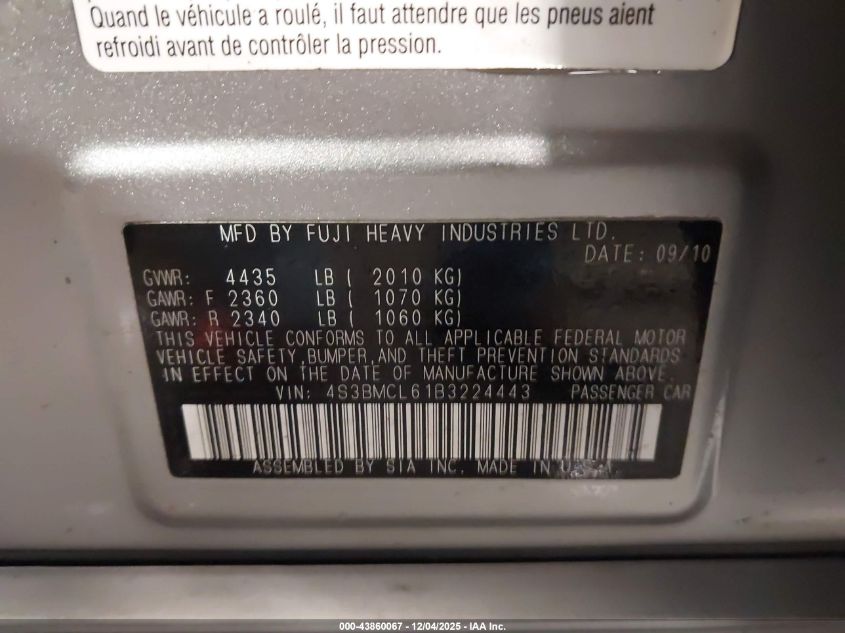 Quand le véhicule a roulé, il faut attendre que les pneus aient
refroidi avant de contrôler la pression.
MFD BY FUJI HEAVY INDUSTRIES LTD.
DATE: 09/10
GVWR: 4435 LB ( 2010 KG)
GAWR: F 2360 LB ( 1070 KG)
GAWR: R 2340 LB ( 1060 KG)
THIS VEHICLE CONFORMS TO ALL APPLICABLE FEDERAL MOTOR
VEHICLE SAFETY,BUMPER,AND THEFT PREVENTION STANDARDS
IN EFFECT ON THE DATE OF MANUFACTURE SHOWN ABOVE.
VIN: 4S3BMCL61B3224443 PASSENGER CAR
ASSEMBLED BY SIA INC. MADE IN U.S.A.
000-43860067 - 12/04/2025 - IAA Inc.